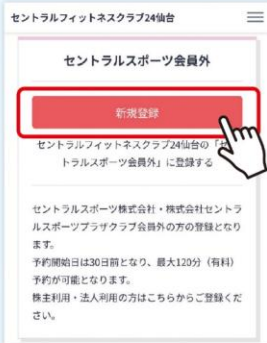 セントラルフィットネスクラブ24仙台
セントラルスポーツ会員外
新規登録
セントラルフィットネスクラブ24仙台の「セ
トラルスポーツ会員外」に登録する
セントラルスポーツ株式会社・株式会社セントラ
ルスポーツプラザクラブ会員外の方の登録となり
ます。
予約開始日は30日前となり、最大120分（有料）
予約が可能となります。
株主利用・法人利用の方はこちらからご登録くだ
さい。